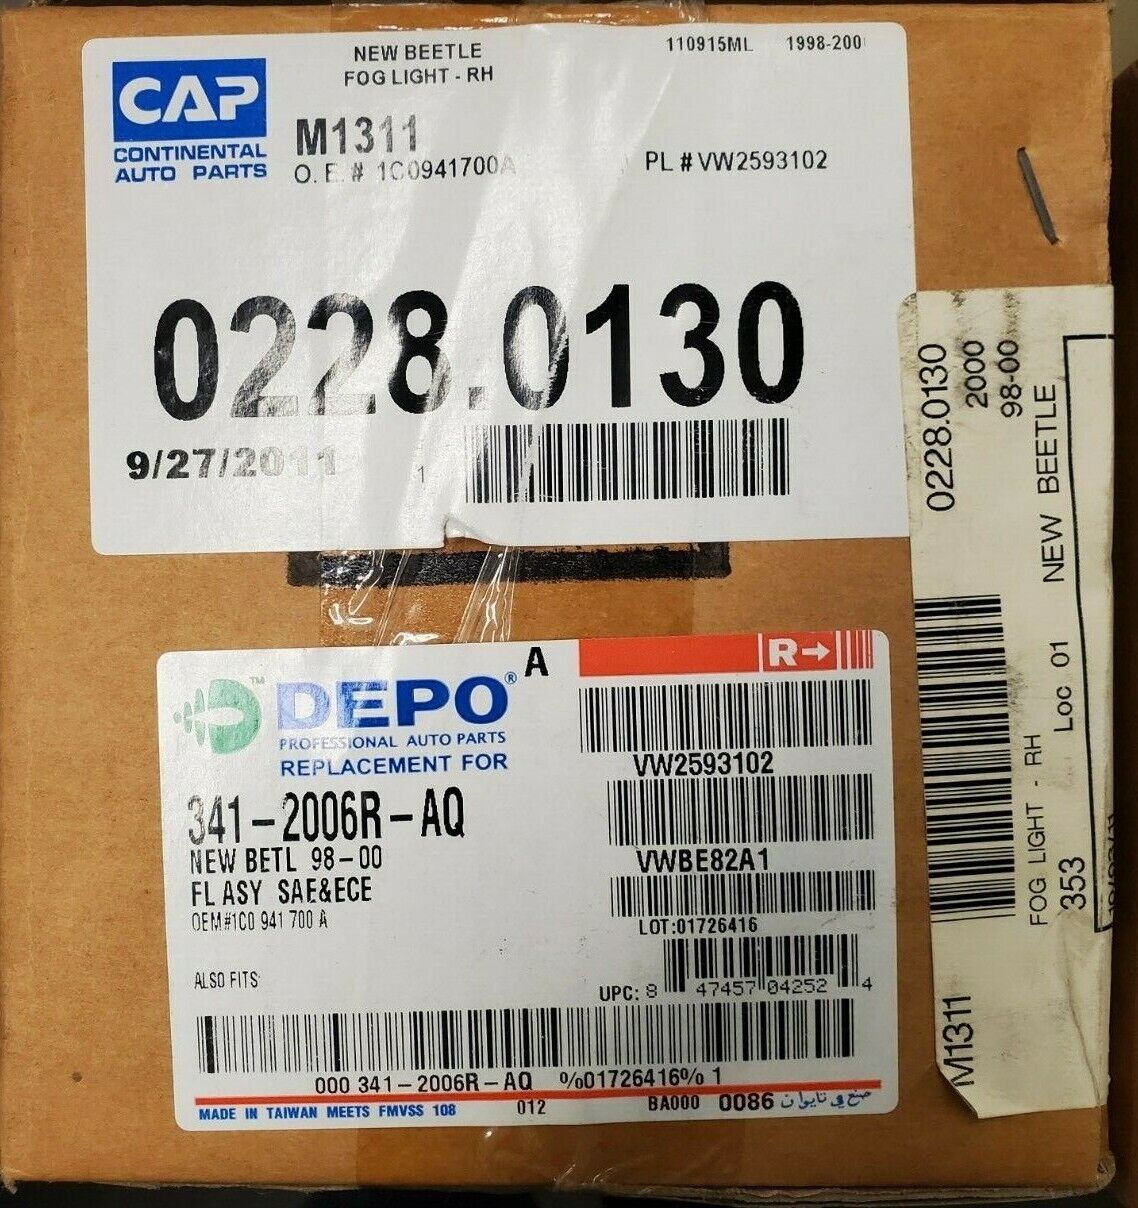 CAP
CONTINENTAL
AUTO PARTS
NEW BEETLE
FOG LIGHT - RH
110915ML 1998-200
M1311
O. E. # 1C0941700A
PL # VW2593102
0228.0130
9/27/2011
1
0228.0130
2000
98-00
NEW BEETLE
Loc 01
FOG LIGHT - RH
353
M1311
A
R
DEPO®
TM
PROFESSIONAL AUTO PARTS
REPLACEMENT FOR
VW2593102
341-2006R-AQ
NEW BETL 98-00
FL ASY SAE&ECE
OEM#1C0 941 700 A
VWBE82A1
LOT:01726416
ALSO FITS:
UPC: 8 47457 04252 4
000 341-2006R-AQ %01726416% 1
MADE IN TAIWAN MEETS FMVSS 108 012 BA000 0086 صنع في تايوان